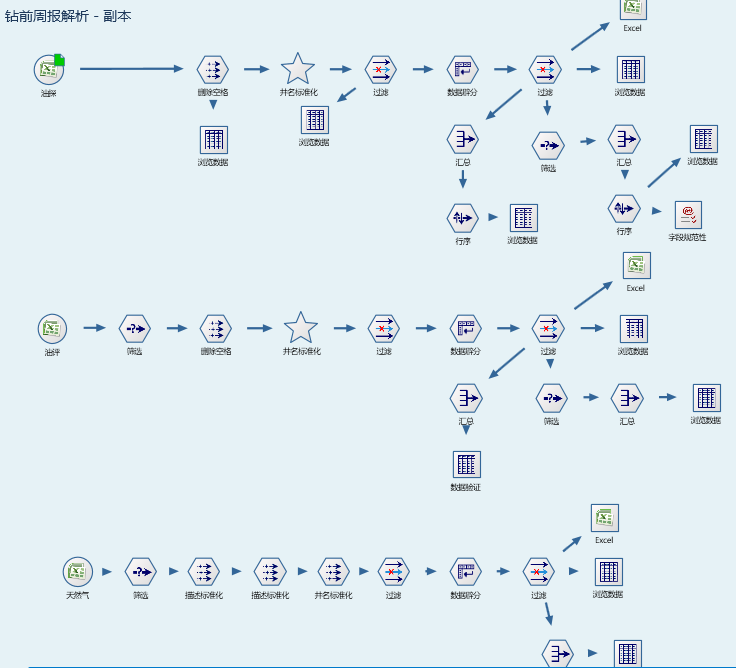 钻前周报解析 - 副本
Excel
油探
删除空格
井名标准化
过滤
数据辟分
过滤
浏览数据
浏览数据
浏览数据
汇总
筛选
汇总
浏览数据
行序
浏览数据
行序
字段规范性
Excel
油评
筛选
删除空格
井名标准化
过滤
数据辟分
过滤
浏览数据
汇总
筛选
汇总
浏览数据
数据验证
Excel
天然气
筛选
描述标准化
描述标准化
井名标准化
过滤
数据辟分
过滤
浏览数据